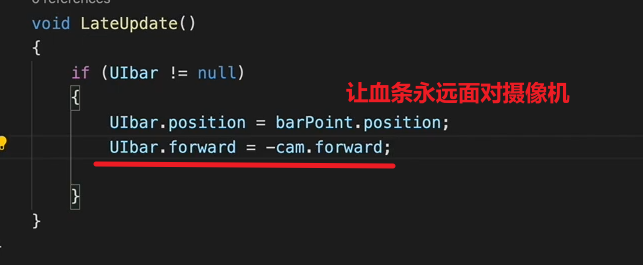 0 references
void LateUpdate()
{
if (UIbar != null)
让血条永远面对摄像机
{
UIbar.position = barPoint.position;
UIbar.forward = -cam.forward;
}
}